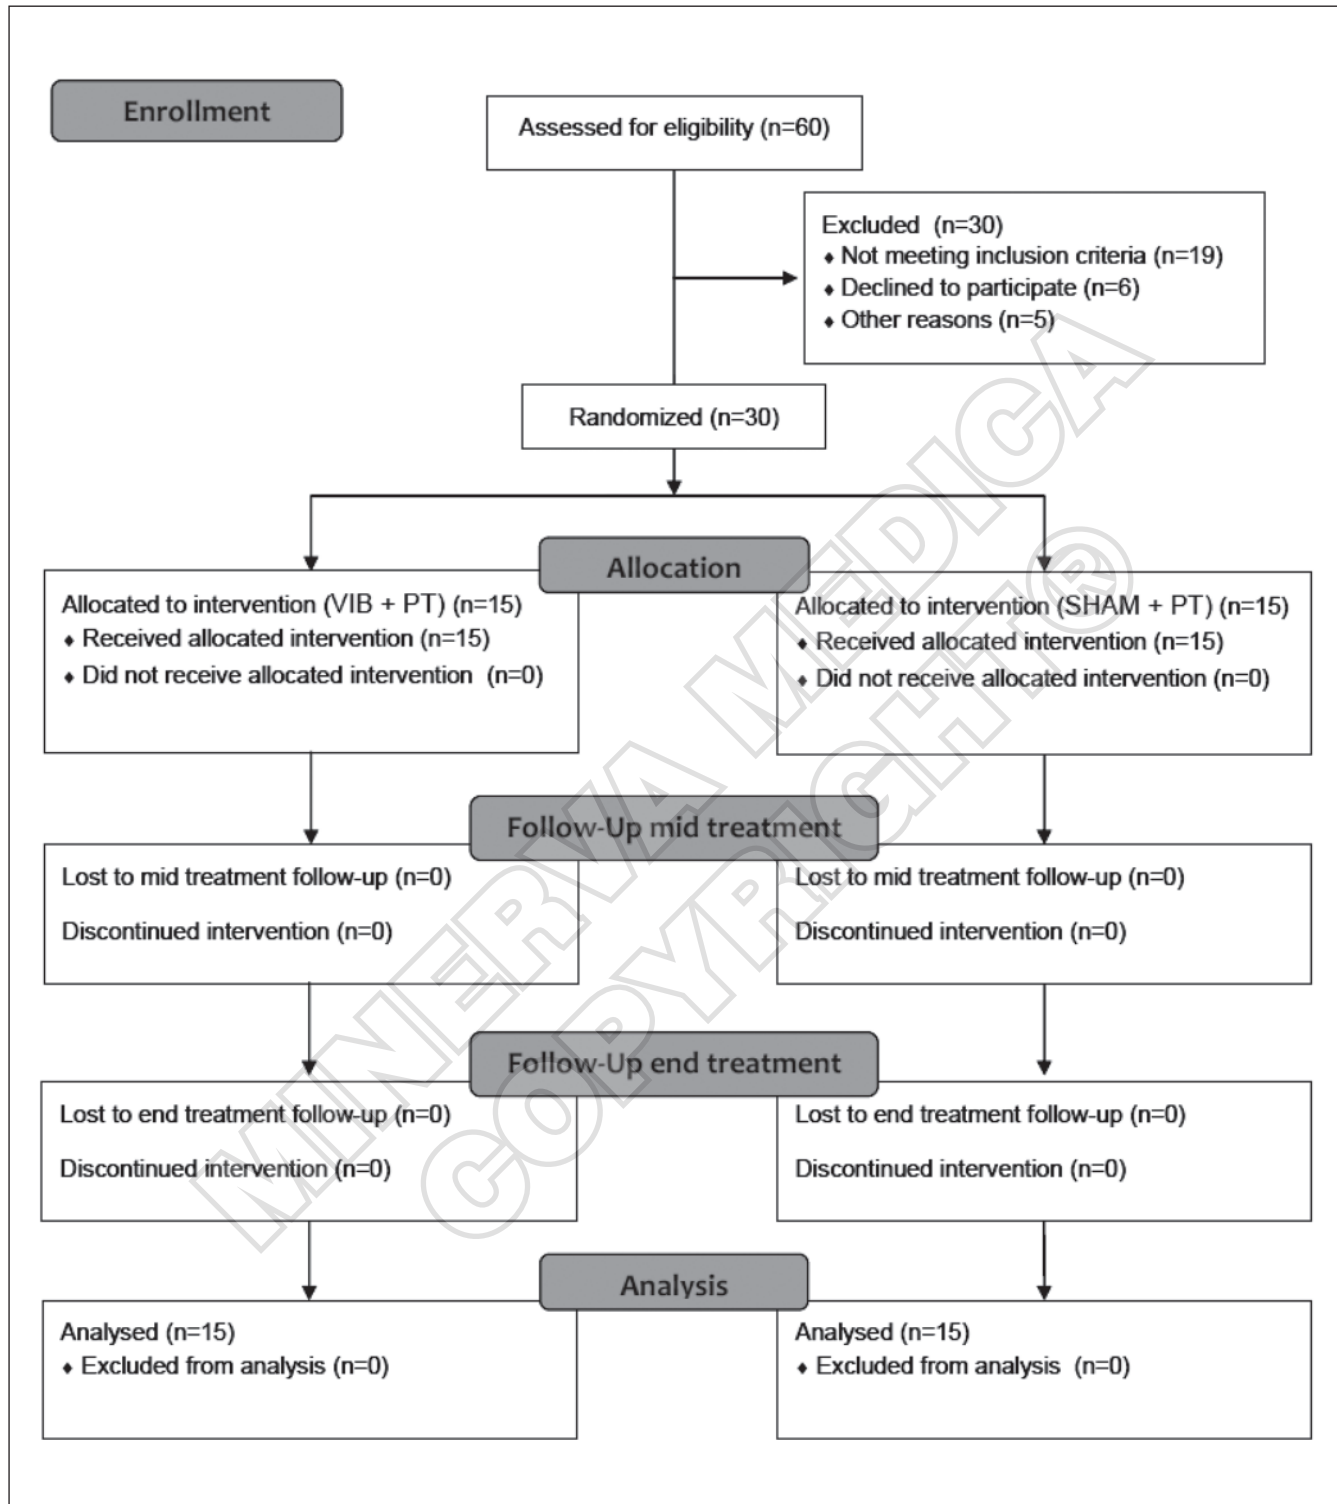 Enrollment
Assessed for eligibility (n=60)
Excluded (n=30)
♦ Not meeting inclusion criteria (n=19)
♦ Declined to participate (n=6)
♦ Other reasons (n=5)
Randomized (n=30)
Allocation
Allocated to intervention (VIB + PT) (n=15)
♦ Received allocated intervention (n=15)
♦ Did not receive allocated intervention (n=0)
Allocated to intervention (SHAM + PT) (n=15)
♦ Received allocated intervention (n=15)
♦ Did not receive allocated intervention (n=0)
Follow-Up mid treatment
Lost to mid treatment follow-up (n=0)
Discontinued intervention (n=0)
Lost to mid treatment follow-up (n=0)
Discontinued intervention (n=0)
Follow-Up end treatment
Lost to end treatment follow-up (n=0)
Discontinued intervention (n=0)
Lost to end treatment follow-up (n=0)
Discontinued intervention (n=0)
Analysis
Analysed (n=15)
♦ Excluded from analysis (n=0)
Analysed (n=15)
♦ Excluded from analysis (n=0)
MINERVA MEDICA
COPYRIGHT®